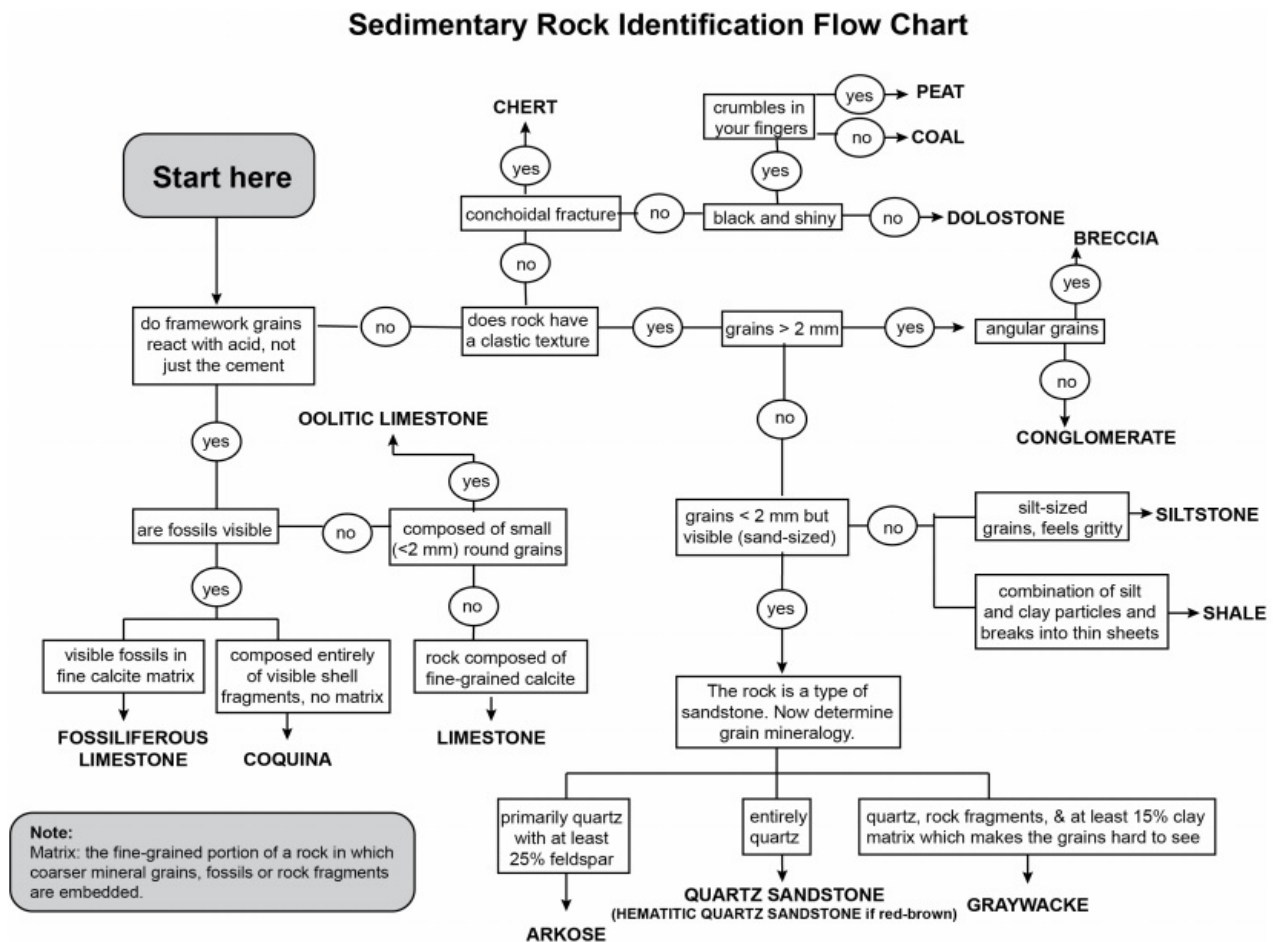 Sedimentary Rock Identification Flow Chart
Start here
CHERT
yes
conchoidal fracture
no
black and shiny
no
DOLOSTONE
yes
crumbles in
your fingers
yes
PEAT
no
COAL
no
do framework grains
react with acid, not
just the cement
no
does rock have
a clastic texture
yes
grains > 2 mm
yes
angular grains
yes
BRECCIA
no
CONGLOMERATE
yes
are fossils visible
no
composed of small
(<2 mm) round grains
yes
OOLITIC LIMESTONE
no
rock composed of
fine-grained calcite
LIMESTONE
yes
visible fossils in
fine calcite matrix
FOSSILIFEROUS
LIMESTONE
composed entirely
of visible shell
fragments, no matrix
COQUINA
no
grains < 2 mm but
visible (sand-sized)
no
silt-sized
grains, feels gritty
SILTSTONE
combination of silt
and clay particles and
breaks into thin sheets
SHALE
yes
The rock is a type of
sandstone. Now determine
grain mineralogy.
primarily quartz
with at least
25% feldspar
ARKOSE
entirely
quartz
QUARTZ SANDSTONE
(HEMATITIC QUARTZ SANDSTONE if red-brown)
quartz, rock fragments, & at least 15% clay
matrix which makes the grains hard to see
GRAYWACKE
Note:
Matrix: the fine-grained portion of a rock in which
coarser mineral grains, fossils or rock fragments
are embedded.